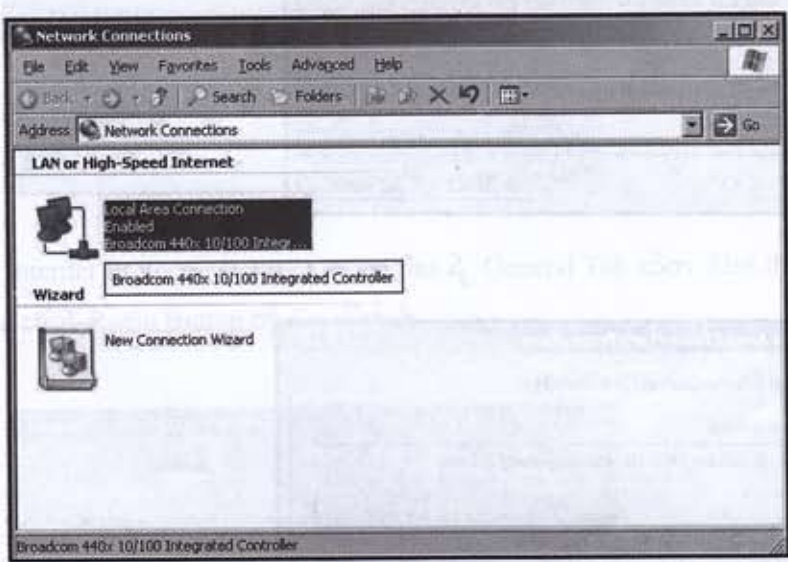 Network Connections
File Edit View Favorites Tools Advanced Help
Back Search Folders
Address Network Connections Go
LAN or High-Speed Internet
Local Area Connection
Enabled
Broadcom 440x 10/100 Integr...
Broadcom 440x 10/100 Integrated Controller
Wizard
New Connection Wizard
Broadcom 440x 10/100 Integrated Controller